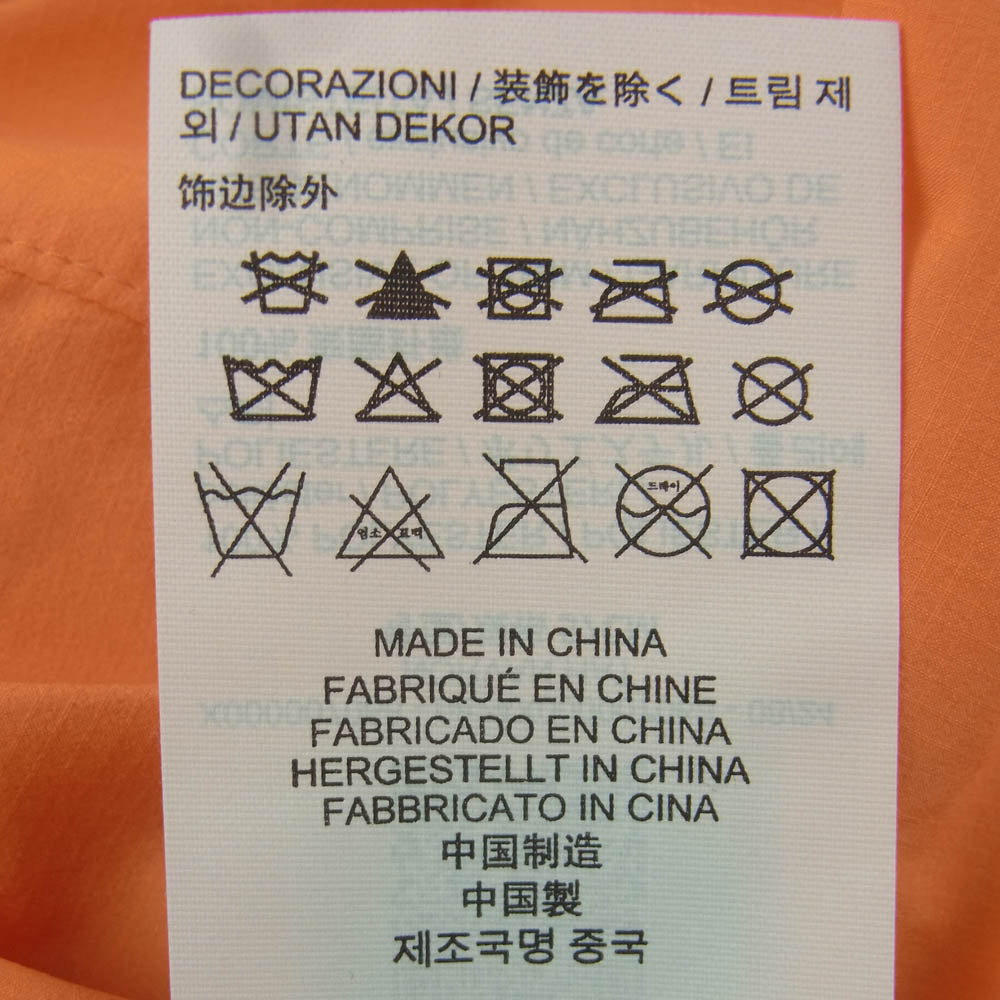 DECORAZIONI / 装飾を除く / 트림 제
외 / UTAN DEKOR
饰边除外
드라이
염소 표백
MADE IN CHINA
FABRIQUÉ EN CHINE
FABRICADO EN CHINA
HERGESTELLT IN CHINA
FABBRICATO IN CINA
中国制造
中国製
제조국명 중국